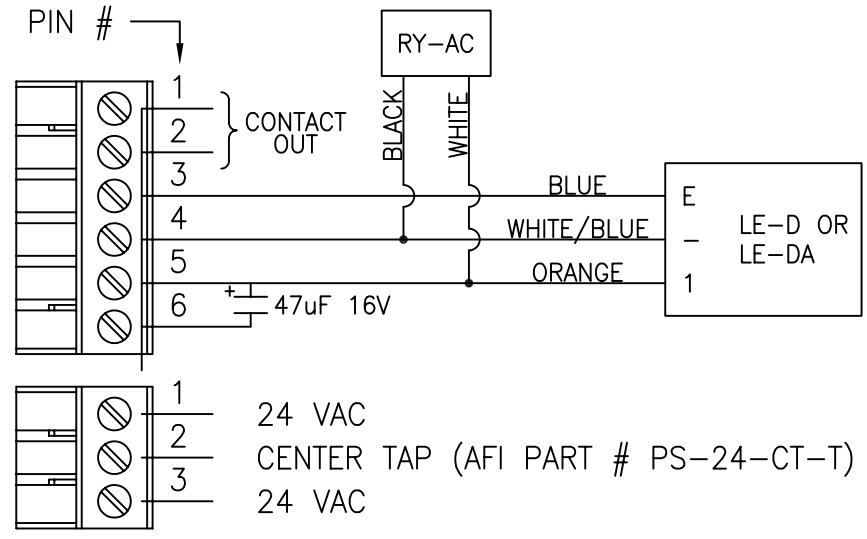 PIN #
RY-AC
1
2
3
4
5
6
CONTACT
OUT
BLACK
WHITE
BLUE
WHITE/BLUE
ORANGE
E
-
1
LE-D OR
LE-DA
+
47uF 16V
1
24 VAC
2
CENTER TAP (AFI PART # PS-24-CT-T)
3
24 VAC